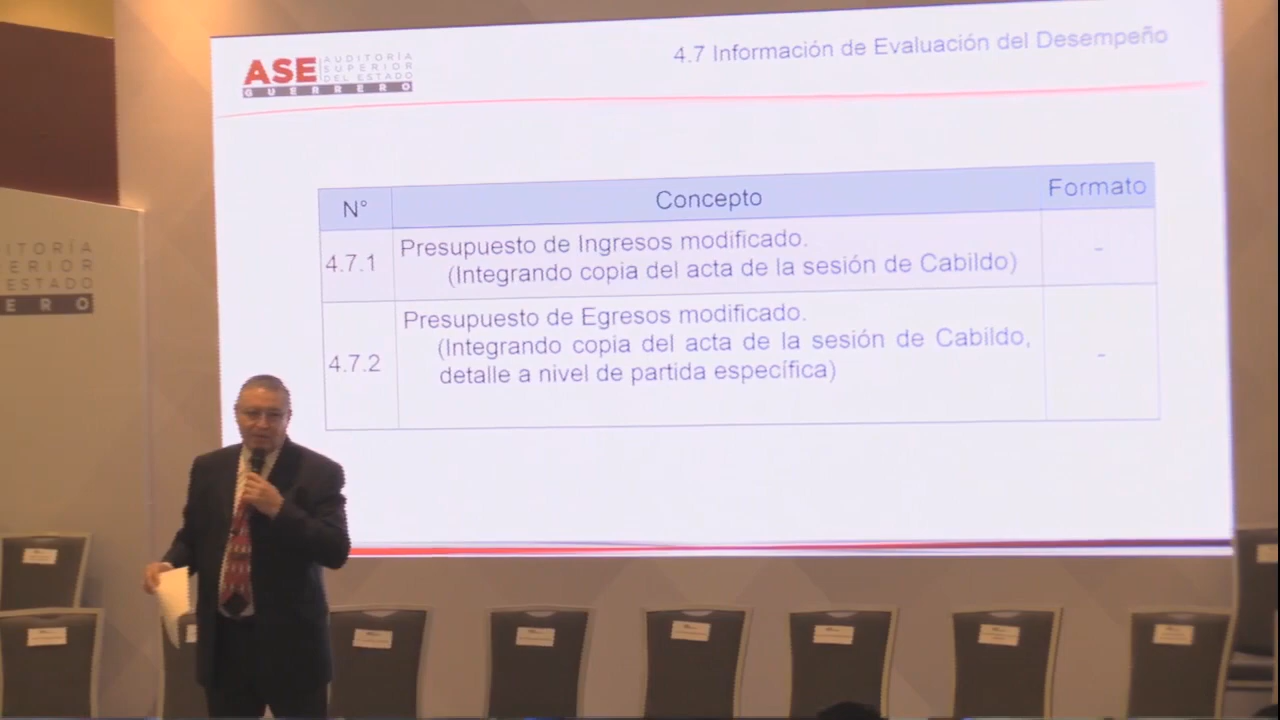 ASE AUDITORÍA
SUPERIOR
DEL ESTADO
GUERRERO
4.7 Información de Evaluación del Desempeño
N° Concepto Formato
4.7.1 Presupuesto de Ingresos modificado. -
(Integrando copia del acta de la sesión de Cabildo)
4.7.2 Presupuesto de Egresos modificado. -
(Integrando copia del acta de la sesión de Cabildo,
detalle a nivel de partida específica)
ITORÍA
ERIOR
ESTADO
ERO